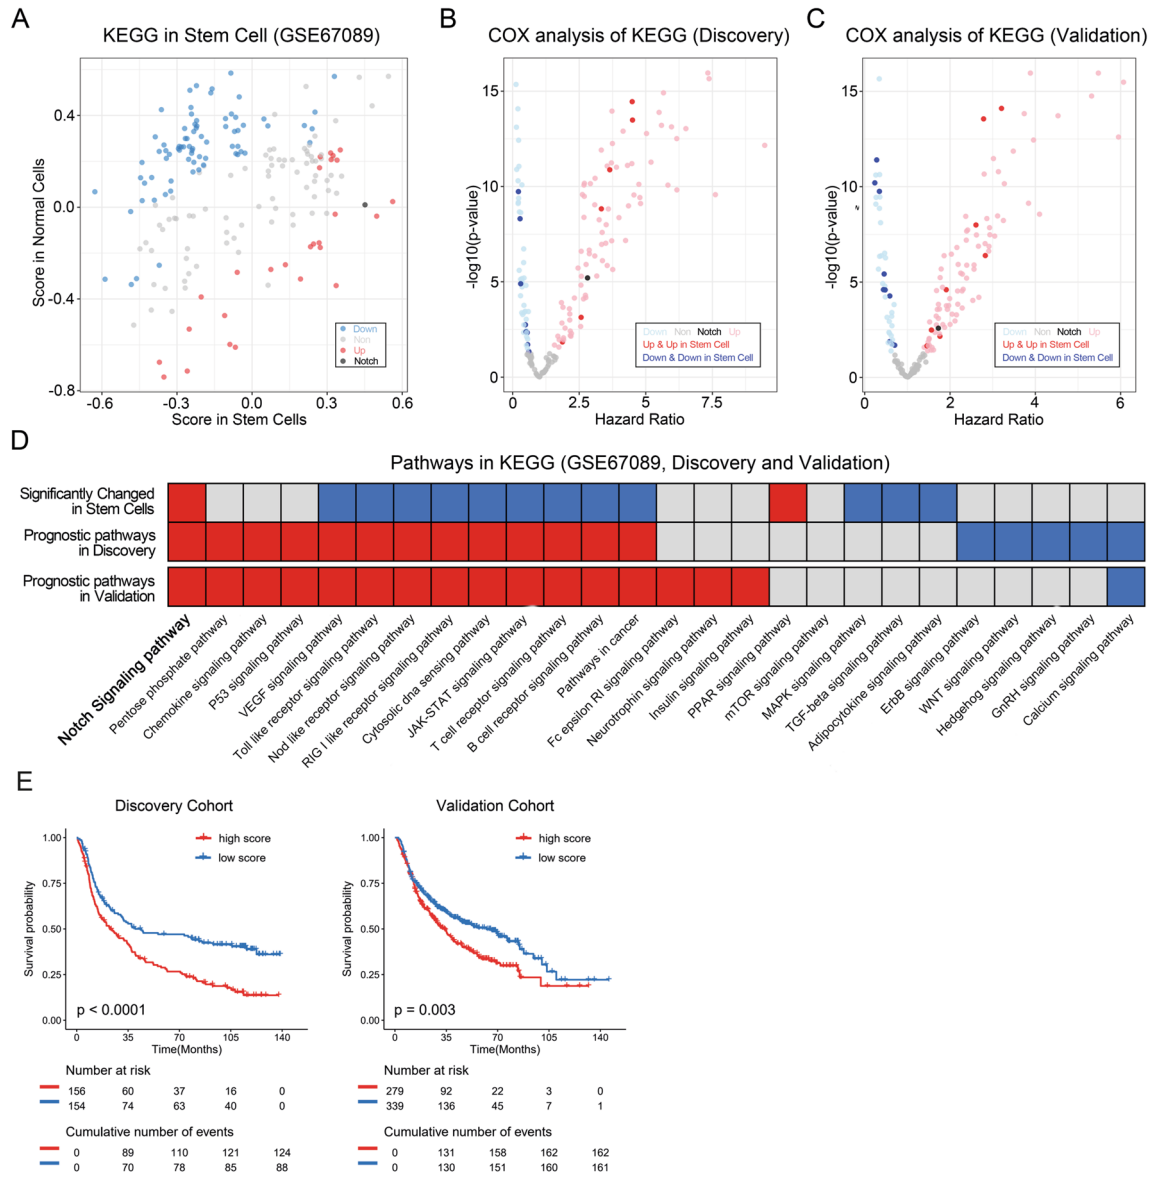 A
KEGG in Stem Cell (GSE67089)
Score in Normal Cells
0.4
0.0
-0.4
-0.8
-0.6
-0.3
0.0
0.3
0.6
Score in Stem Cells
Down
Non
Up
Notch
B
COX analysis of KEGG (Discovery)
-log10(p-value)
15
10
5
0
0
2.5
5
7.5
Hazard Ratio
Down Non Notch Up
Up & Up in Stem Cell
Down & Down in Stem Cell
C
COX analysis of KEGG (Validation)
-log10(p-value)
15
10
5
0
0
2
4
6
Hazard Ratio
Down Non Notch Up
Up & Up in Stem Cell
Down & Down in Stem Cell
D
Pathways in KEGG (GSE67089, Discovery and Validation)
Significantly Changed
in Stem Cells
Prognostic pathways
in Discovery
Prognostic pathways
in Validation
Notch Signaling pathway
Pentose phosphate pathway
Chemokine signaling pathway
P53 signaling pathway
VEGF signaling pathway
Toll like receptor signaling pathway
Nod like receptor signaling pathway
RIG I like receptor signaling pathway
Cytosolic dna sensing pathway
JAK-STAT signaling pathway
T cell receptor signaling pathway
B cell receptor signaling pathway
Pathways in cancer
Fc epsilon RI signaling pathway
Neurotrophin signaling pathway
Insulin signaling pathway
PPAR signaling pathway
mTOR signaling pathway
MAPK signaling pathway
TGF-beta signaling pathway
Adipocytokine signaling pathway
ErbB signaling pathway
WNT signaling pathway
Hedgehog signaling pathway
GnRH signaling pathway
Calcium signaling pathway
E
Discovery Cohort
high score
low score
Survival probability
1.00
0.75
0.50
0.25
0.00
p < 0.0001
0 35 70 105 140
Time(Months)
Number at risk
156 60 37 16 0
154 74 63 40 0
Cumulative number of events
0 89 110 121 124
0 70 78 85 88
Validation Cohort
high score
low score
Survival probability
1.00
0.75
0.50
0.25
0.00
p = 0.003
0 35 70 105 140
Time(Months)
Number at risk
279 92 22 3 0
339 136 45 7 1
Cumulative number of events
0 131 158 162 162
0 130 151 160 161